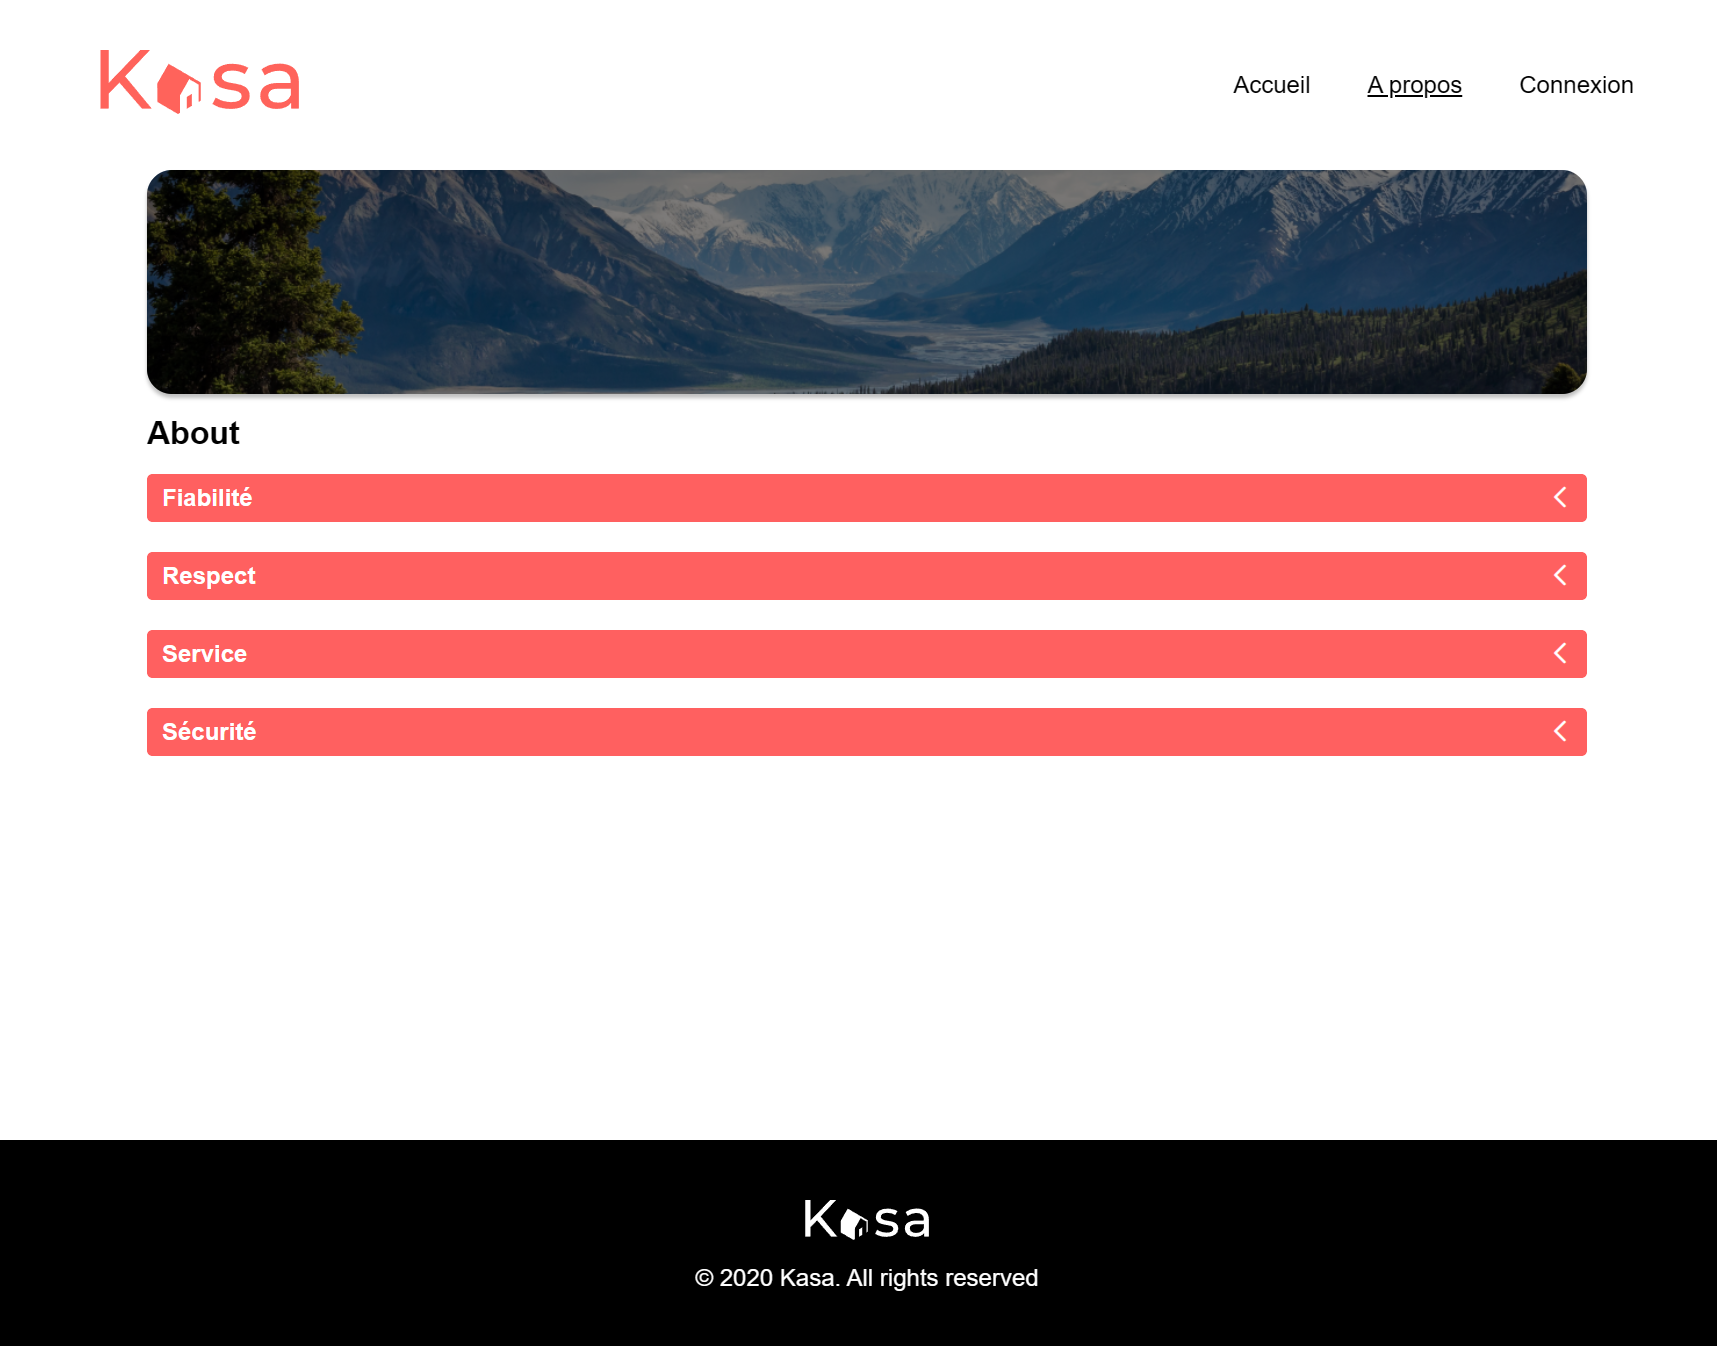 Kasa
Accueil A propos Connexion
About
Fiabilité
Respect
Service
Sécurité
Kasa
© 2020 Kasa. All rights reserved